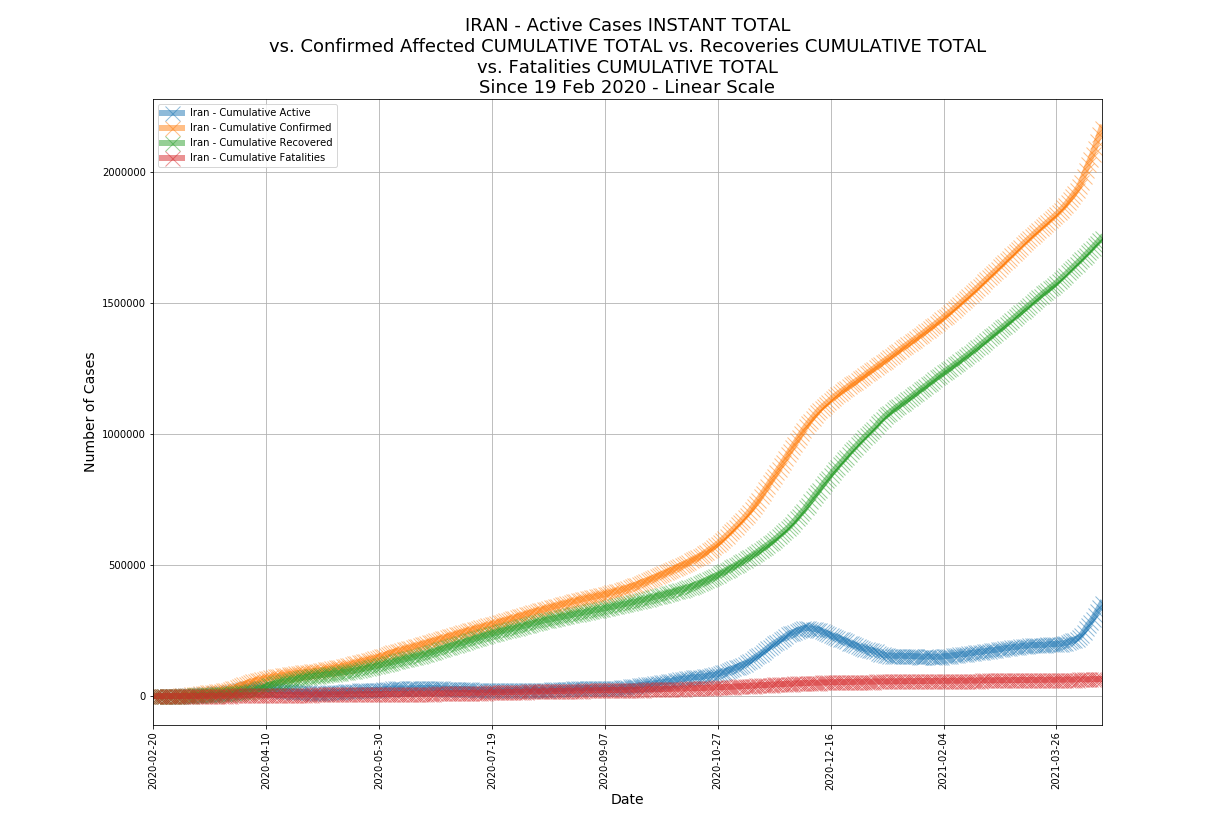 IRAN - Active Cases INSTANT TOTAL
vs. Confirmed Affected CUMULATIVE TOTAL vs. Recoveries CUMULATIVE TOTAL
vs. Fatalities CUMULATIVE TOTAL
Since 19 Feb 2020 - Linear Scale
Iran - Cumulative Active
Iran - Cumulative Confirmed
Iran - Cumulative Recovered
Iran - Cumulative Fatalities
Number of Cases
2000000
1500000
1000000
500000
0
2020-02-20
2020-04-10
2020-05-30
2020-07-19
2020-09-07
2020-10-27
2020-12-16
2021-02-04
2021-03-26
Date